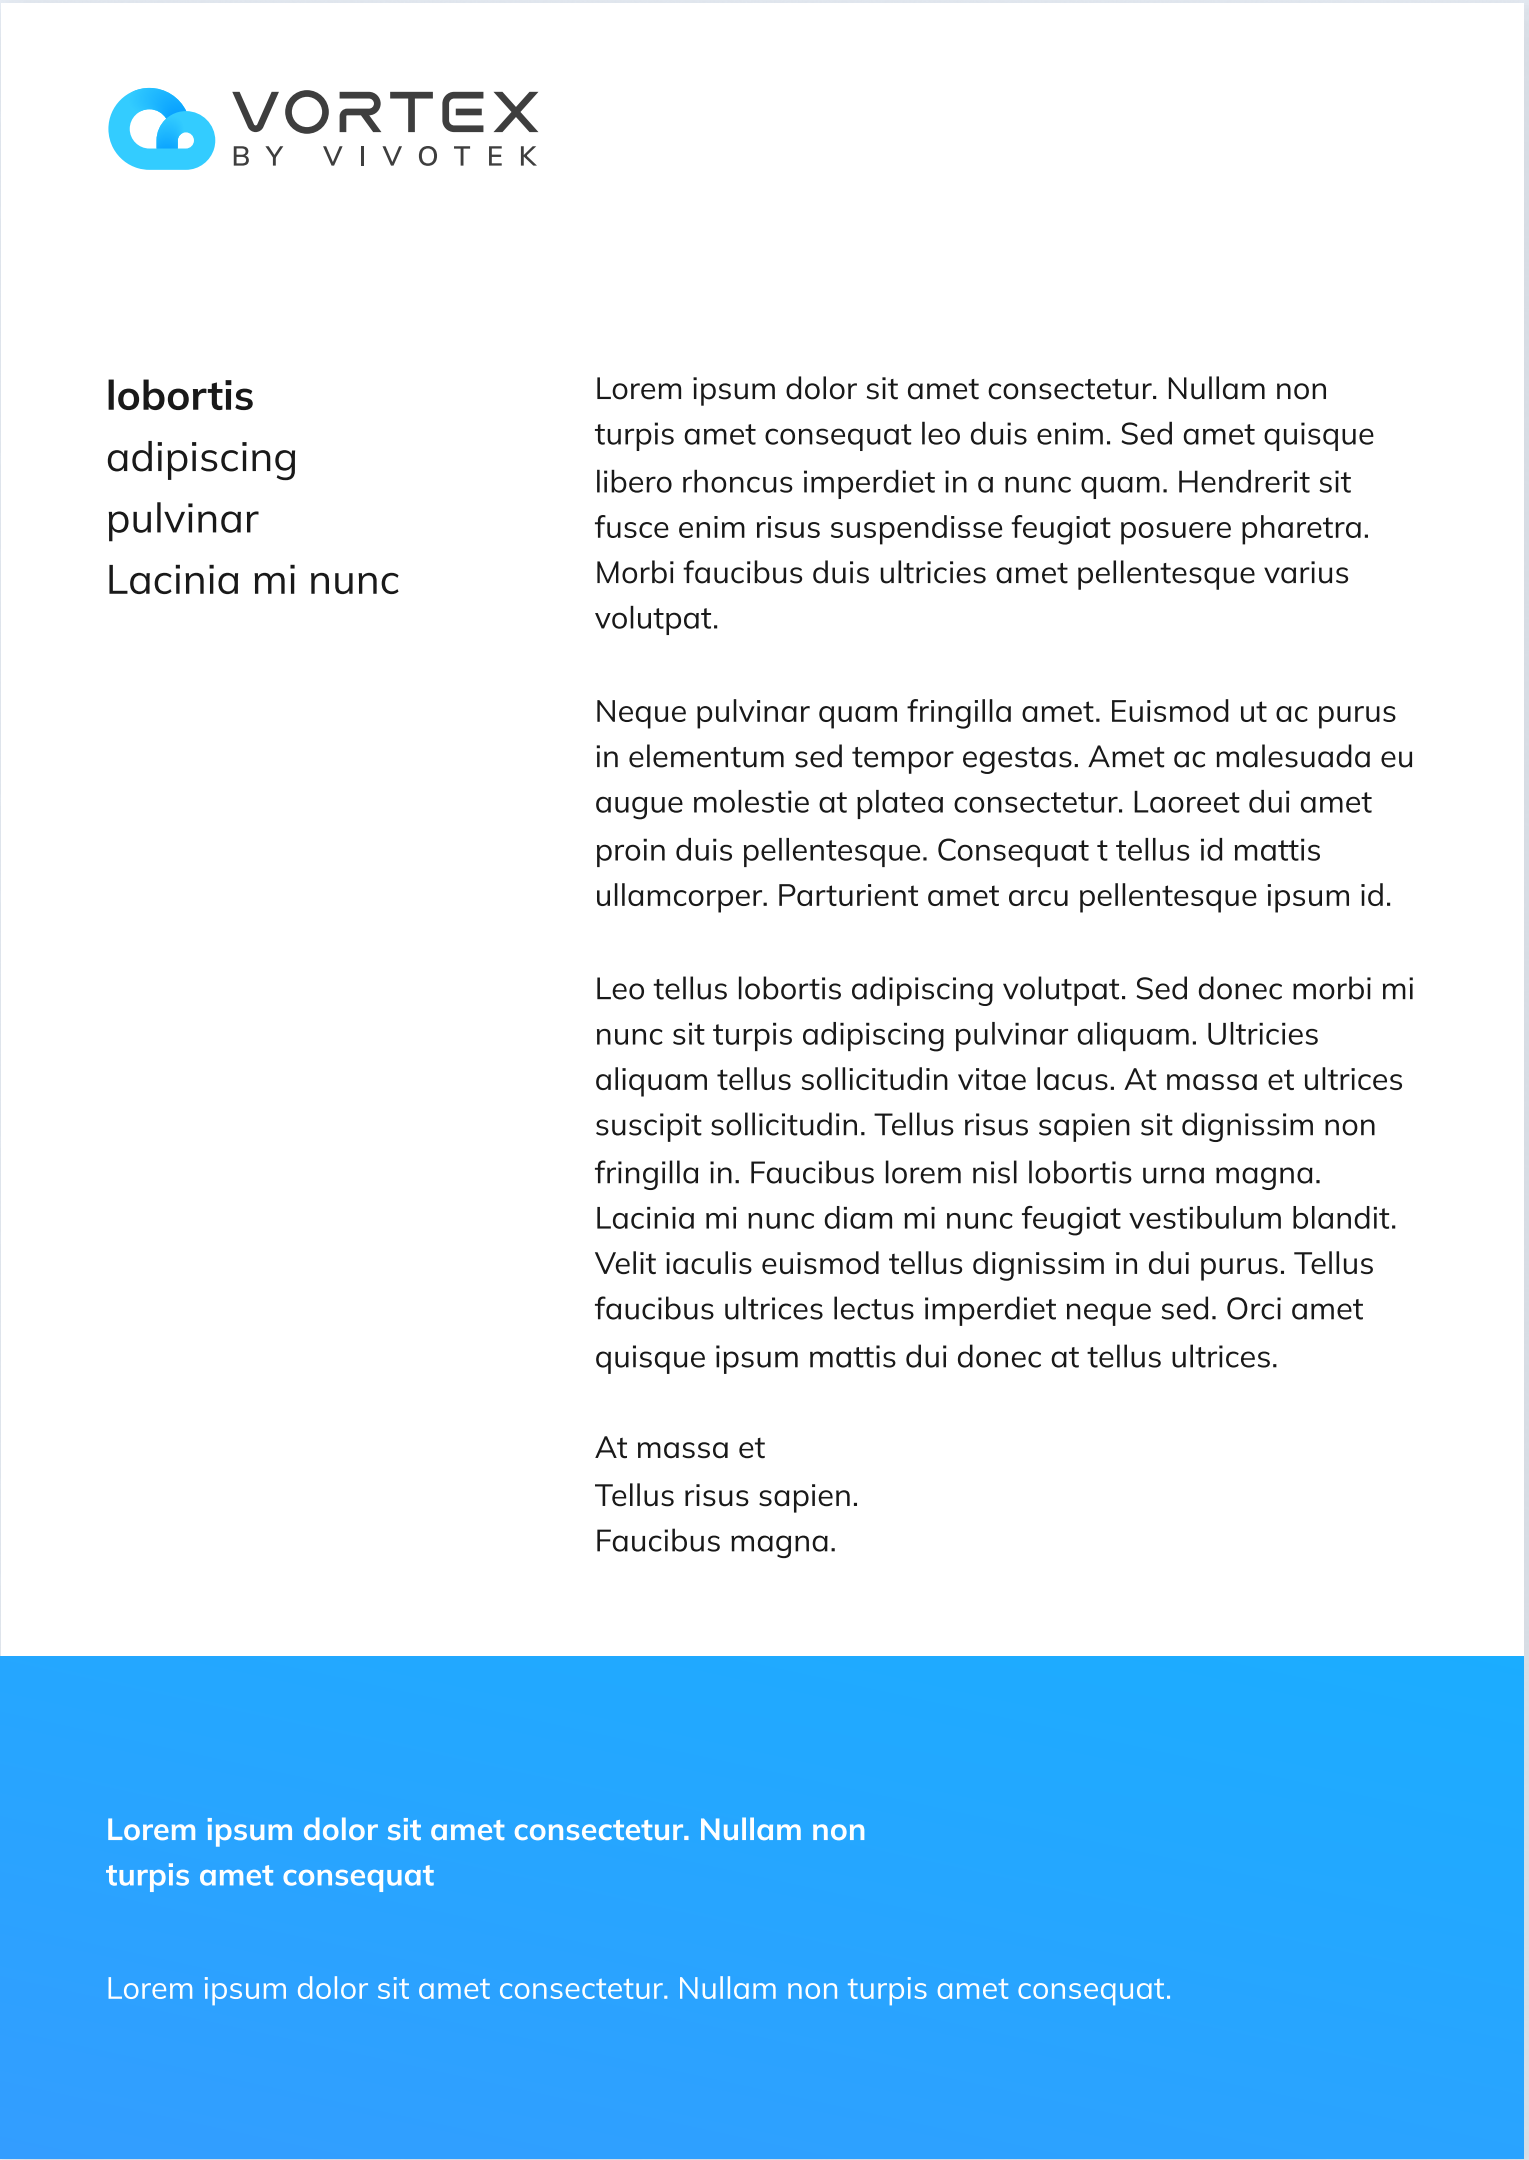 VORTEX
BY VIVOTEK
lobortis
adipiscing
pulvinar
Lacinia mi nunc
Lorem ipsum dolor sit amet consectetur. Nullam non
turpis amet consequat leo duis enim. Sed amet quisque
libero rhoncus imperdiet in a nunc quam. Hendrerit sit
fusce enim risus suspendisse feugiat posuere pharetra.
Morbi faucibus duis ultricies amet pellentesque varius
volutpat.
Neque pulvinar quam fringilla amet. Euismod ut ac purus
in elementum sed tempor egestas. Amet ac malesuada eu
augue molestie at platea consectetur. Laoreet dui amet
proin duis pellentesque. Consequat t tellus id mattis
ullamcorper. Parturient amet arcu pellentesque ipsum id.
Leo tellus lobortis adipiscing volutpat. Sed donec morbi mi
nunc sit turpis adipiscing pulvinar aliquam. Ultricies
aliquam tellus sollicitudin vitae lacus. At massa et ultrices
suscipit sollicitudin. Tellus risus sapien sit dignissim non
fringilla in. Faucibus lorem nisl lobortis urna magna.
Lacinia mi nunc diam mi nunc feugiat vestibulum blandit.
Velit iaculis euismod tellus dignissim in dui purus. Tellus
faucibus ultrices lectus imperdiet neque sed. Orci amet
quisque ipsum mattis dui donec at tellus ultrices.
At massa et
Tellus risus sapien.
Faucibus magna.
Lorem ipsum dolor sit amet consectetur. Nullam non
turpis amet consequat
Lorem ipsum dolor sit amet consectetur. Nullam non turpis amet consequat.